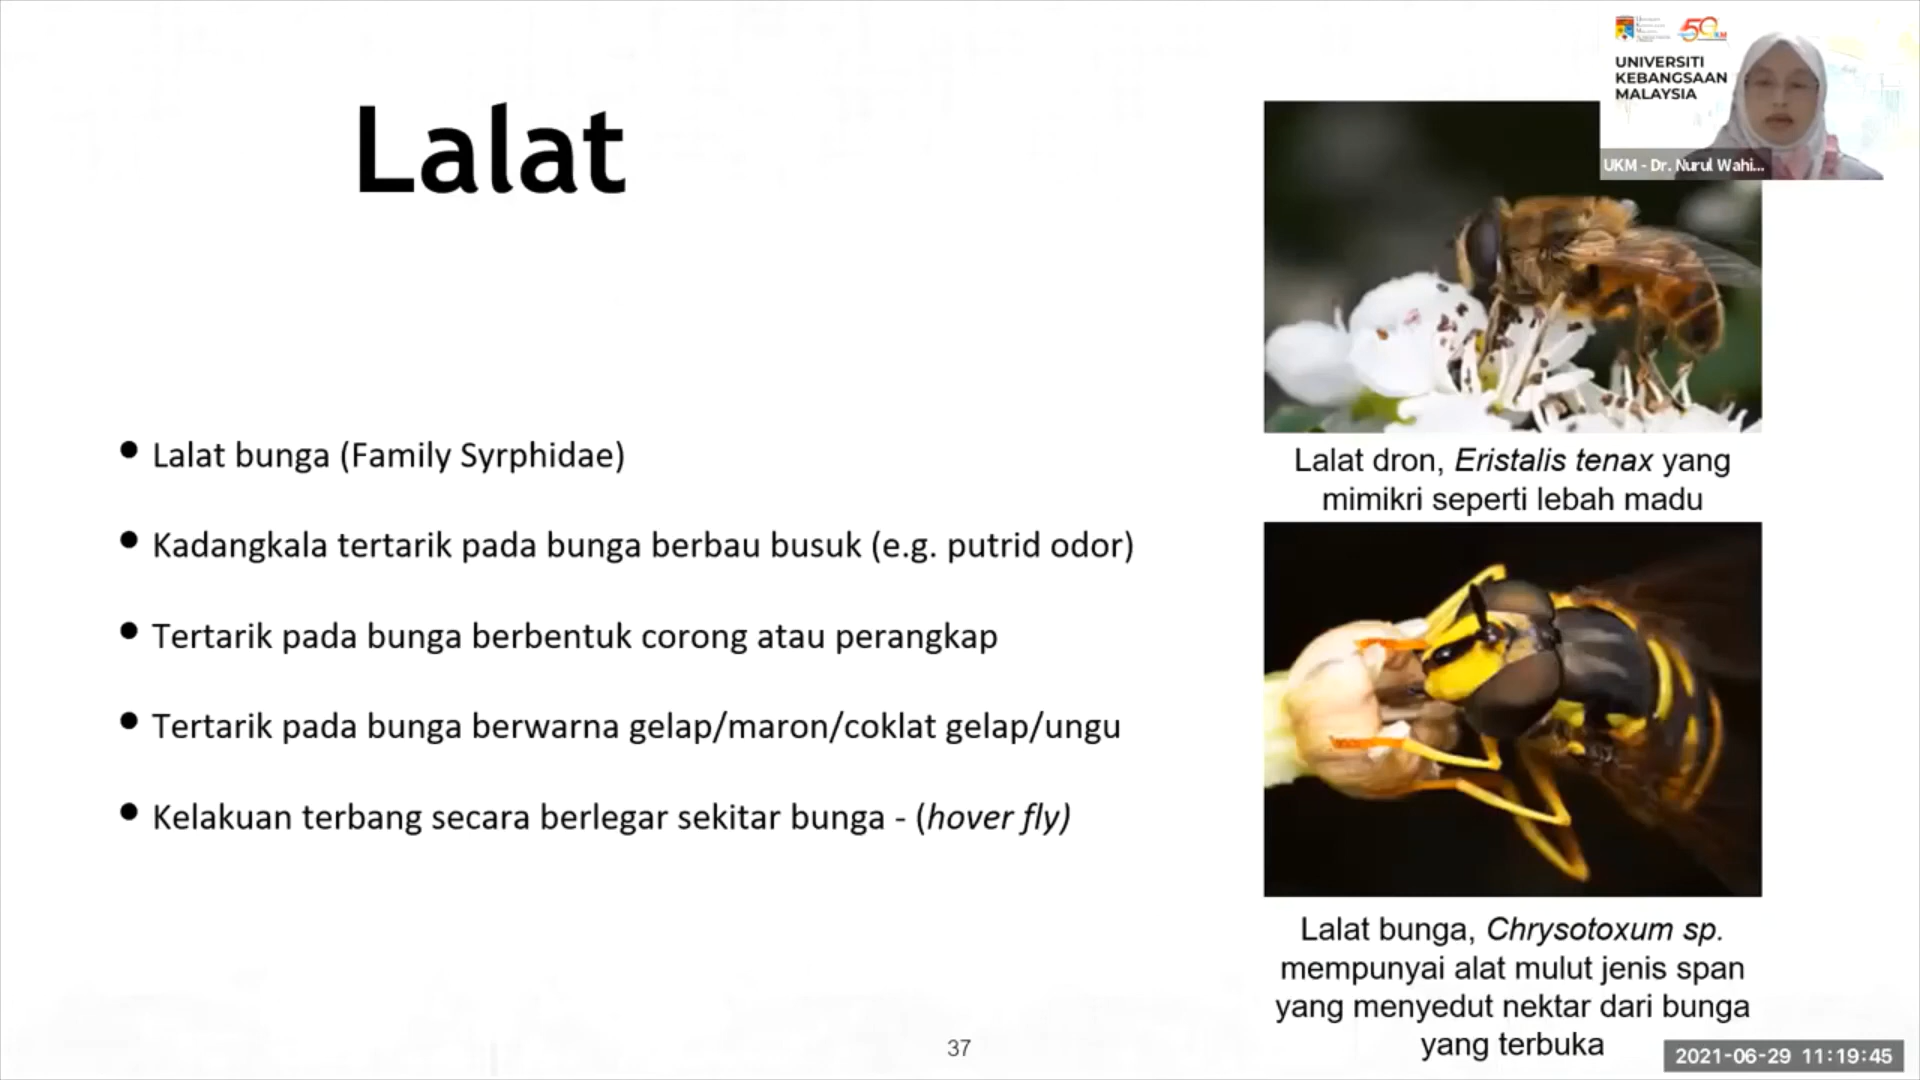 Lalat
UNIVERSITI
KEBANGSAAN
MALAYSIA
UKM - Dr. Nurul Wahi...
• Lalat bunga (Family Syrphidae)
• Kadangkala tertarik pada bunga berbau busuk (e.g. putrid odor)
• Tertarik pada bunga berbentuk corong atau perangkap
• Tertarik pada bunga berwarna gelap/maron/coklat gelap/ungu
• Kelakuan terbang secara berlegar sekitar bunga - (hover fly)
Lalat dron, Eristalis tenax yang
mimikri seperti lebah madu
Lalat bunga, Chrysotoxum sp.
mempunyai alat mulut jenis span
yang menyedut nektar dari bunga
yang terbuka
37
2021-06-29 11:19:45